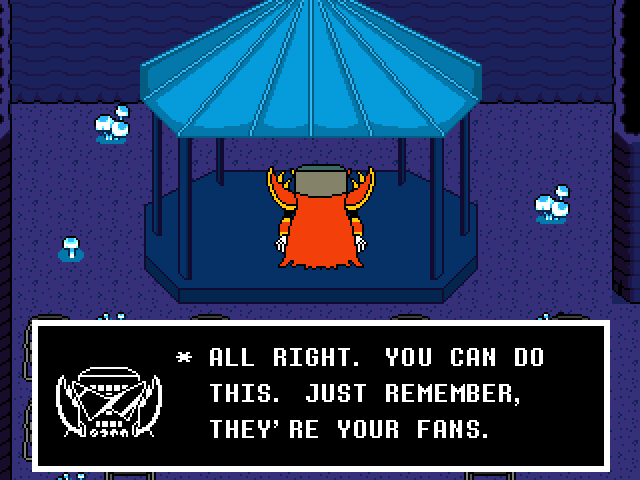 * ALL RIGHT. YOU CAN DO
THIS. JUST REMEMBER,
THEY'RE YOUR FANS.